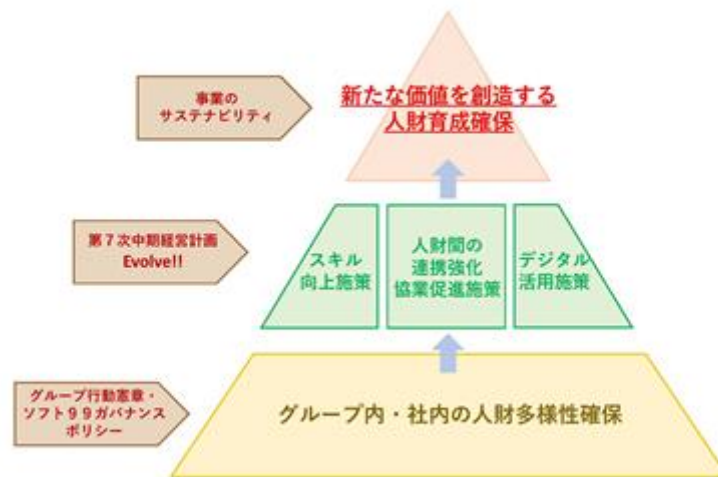 事業の
サステナビリティ
新たな価値を創造する
人財育成確保
第７次中期経営計画
Evolve!!
スキル
向上施策
人財間の
連携強化
協業促進施策
デジタル
活用施策
グループ行動憲章・
ソフト９９ガバナンス
ポリシー
グループ内・社内の人財多様性確保